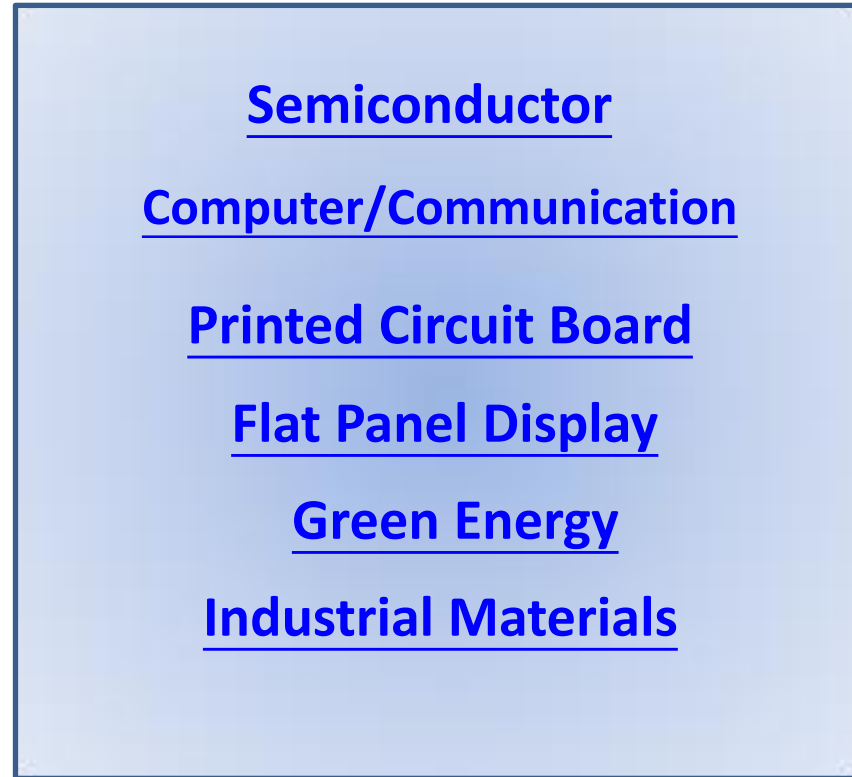 Semiconductor
Computer/Communication
Printed Circuit Board
Flat Panel Display
Green Energy
Industrial Materials